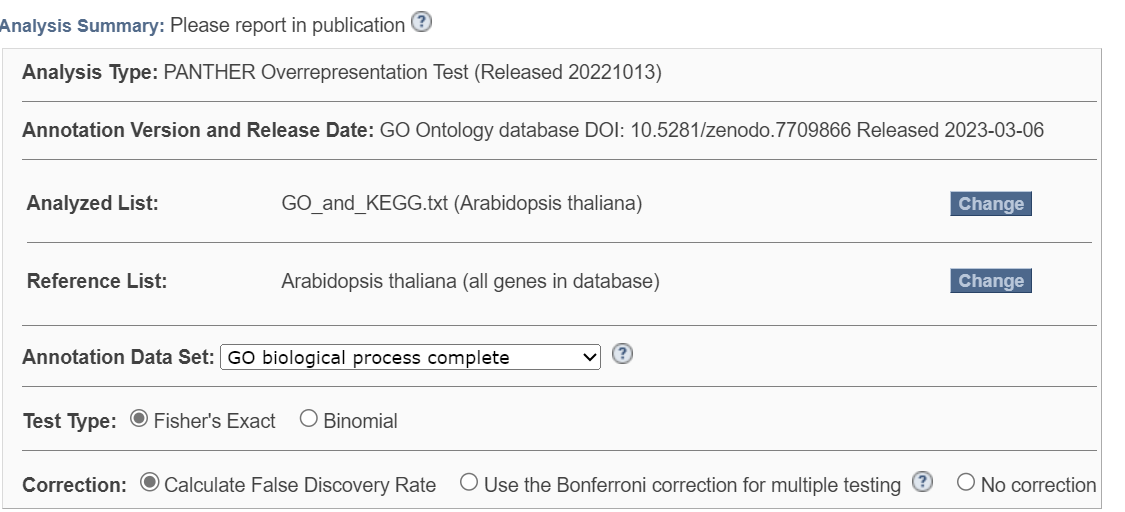 Analysis Summary: Please report in publication ?
Analysis Type: PANTHER Overrepresentation Test (Released 20221013)
Annotation Version and Release Date: GO Ontology database DOI: 10.5281/zenodo.7709866 Released 2023-03-06
Analyzed List: GO_and_KEGG.txt (Arabidopsis thaliana) Change
Reference List: Arabidopsis thaliana (all genes in database) Change
Annotation Data Set: GO biological process complete ?
Test Type: Fisher's Exact Binomial
Correction: Calculate False Discovery Rate Use the Bonferroni correction for multiple testing ? No correction